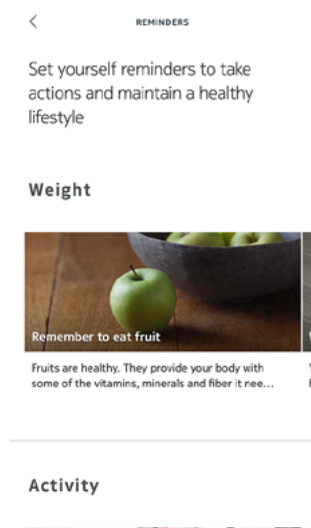 REMINDERS
Set yourself reminders to take
actions and maintain a healthy
lifestyle
Weight
Remember to eat fruit
Fruits are healthy. They provide your body with
some of the vitamins, minerals and fiber it nee...
Activity